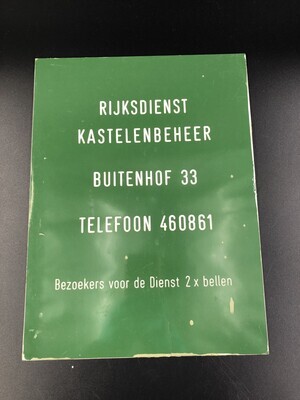 RIJKSDIENST
KASTELENBEHEER
BUITENHOF 33
TELEFOON 460861
Bezoekers voor de Dienst 2 x bellen